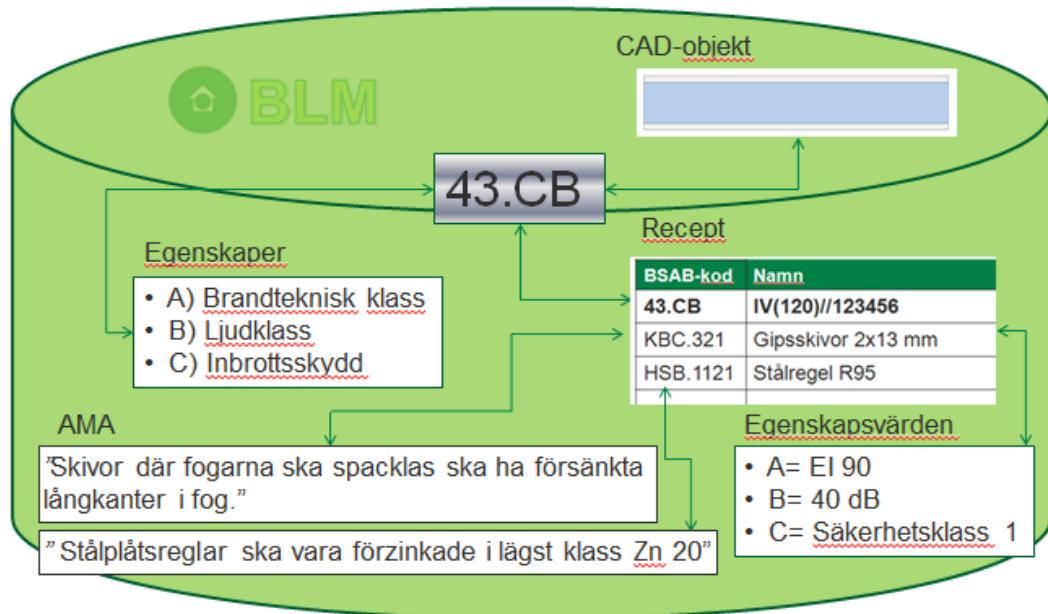 CAD-objekt
BLM
43.CB
Egenskaper
• A) Brandteknisk klass
• B) Ljudklass
• C) Inbrottsskydd
Recept
BSAB-kod Namn
43.CB IV(120)//123456
KBC.321 Gipsskivor 2x13 mm
HSB.1121 Stålregel R95
AMA
”Skivor där fogarna ska spacklas ska ha försänkta
långkanter i fog.”
” Stålplåtsreglar ska vara förzinkade i lägst klass Zn 20”
Egenskapsvärden
• A= EI 90
• B= 40 dB
• C= Säkerhetsklass 1